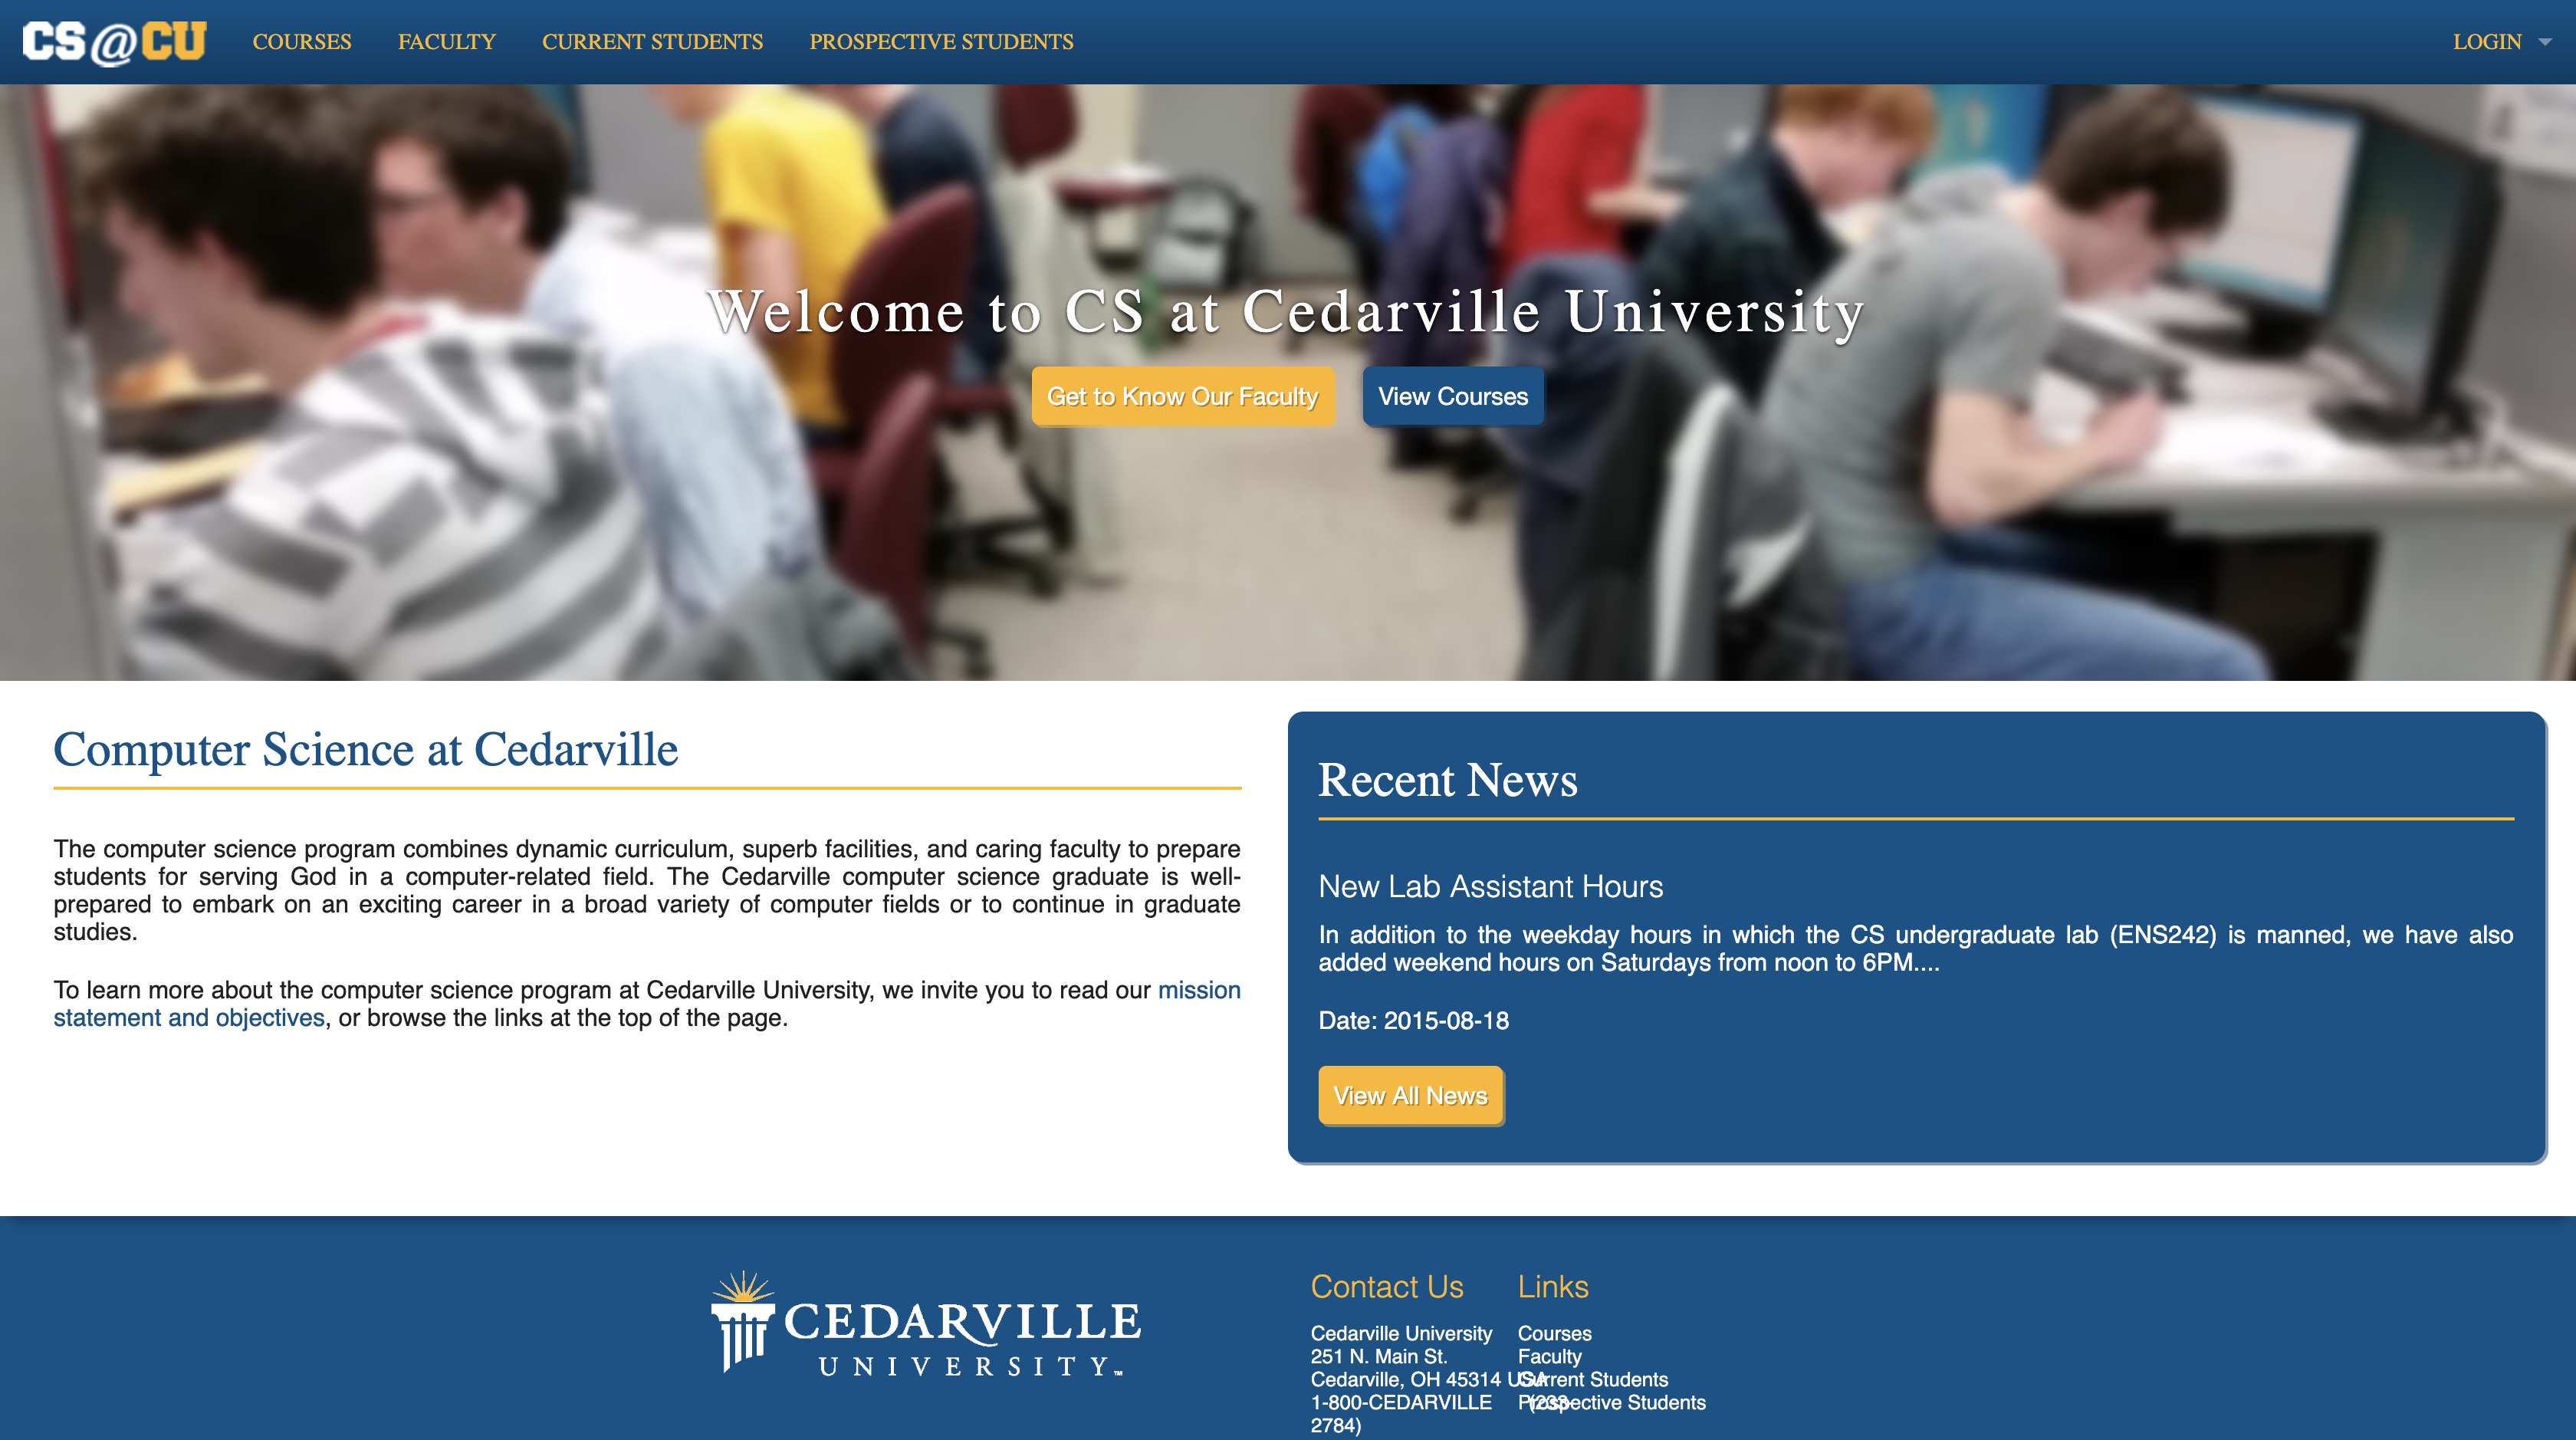 CS@CU COURSES FACULTY CURRENT STUDENTS PROSPECTIVE STUDENTS LOGIN
Welcome to CS at Cedarville University
Get to Know Our Faculty View Courses
Computer Science at Cedarville
The computer science program combines dynamic curriculum, superb facilities, and caring faculty to prepare
students for serving God in a computer-related field. The Cedarville computer science graduate is well-
prepared to embark on an exciting career in a broad variety of computer fields or to continue in graduate
studies.
To learn more about the computer science program at Cedarville University, we invite you to read our mission
statement and objectives, or browse the links at the top of the page.
Recent News
New Lab Assistant Hours
In addition to the weekday hours in which the CS undergraduate lab (ENS242) is manned, we have also
added weekend hours on Saturdays from noon to 6PM....
Date: 2015-08-18
View All News
CEDARVILLE
UNIVERSITY™
Contact Us
Cedarville University
251 N. Main St.
Cedarville, OH 45314 USA
1-800-CEDARVILLE (233-
2784)
Links
Courses
Faculty
Current Students
Prospective Students